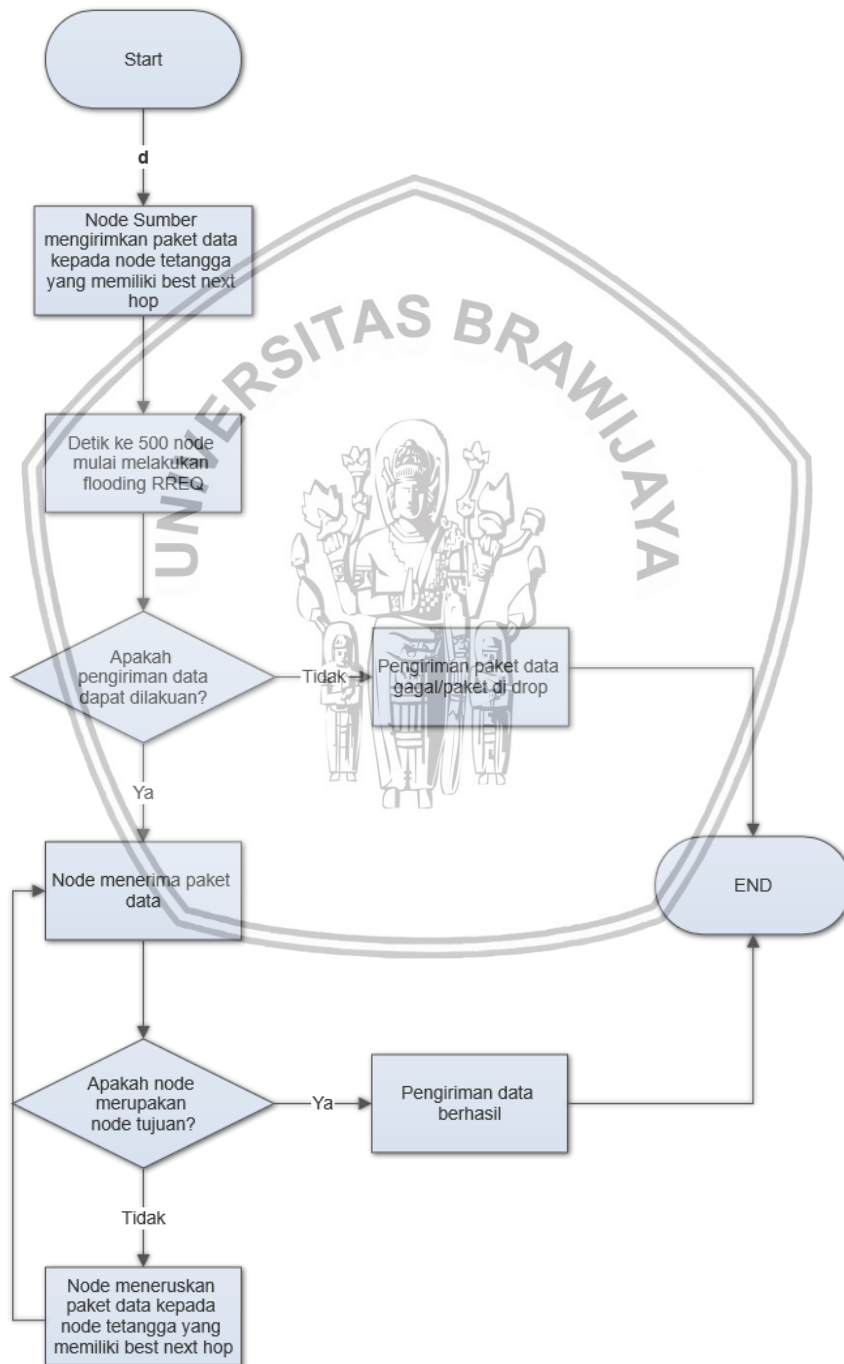 Start
d
Node Sumber
mengirimkan paket data
kepada node tetangga
yang memiliki best next
hop
UNIVERSITAS BRAWIJAYA
Detik ke 500 node
mulai melakukan
flooding RREQ
Apakah
pengiriman data
dapat dilakuan?
Tidak
Pengiriman paket data
gagal/paket di drop
Ya
Node menerima paket
data
END
Apakah node
merupakan
node tujuan?
Ya
Pengiriman data
berhasil
Tidak
Node meneruskan
paket data kepada
node tetangga yang
memiliki best next hop